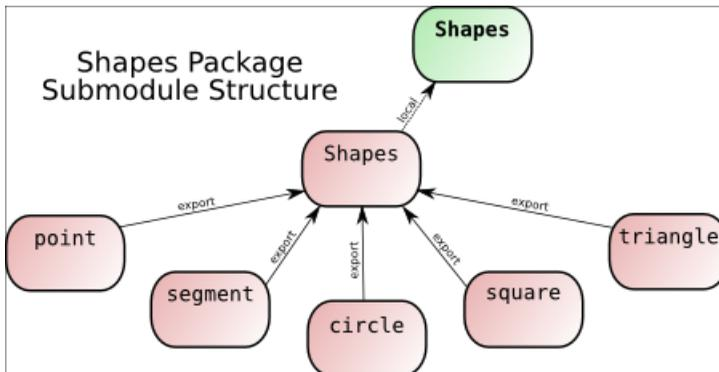 Shapes
Shapes Package
Submodule Structure
local
Shapes
export
export
export
export
export
point
triangle
segment
square
circle